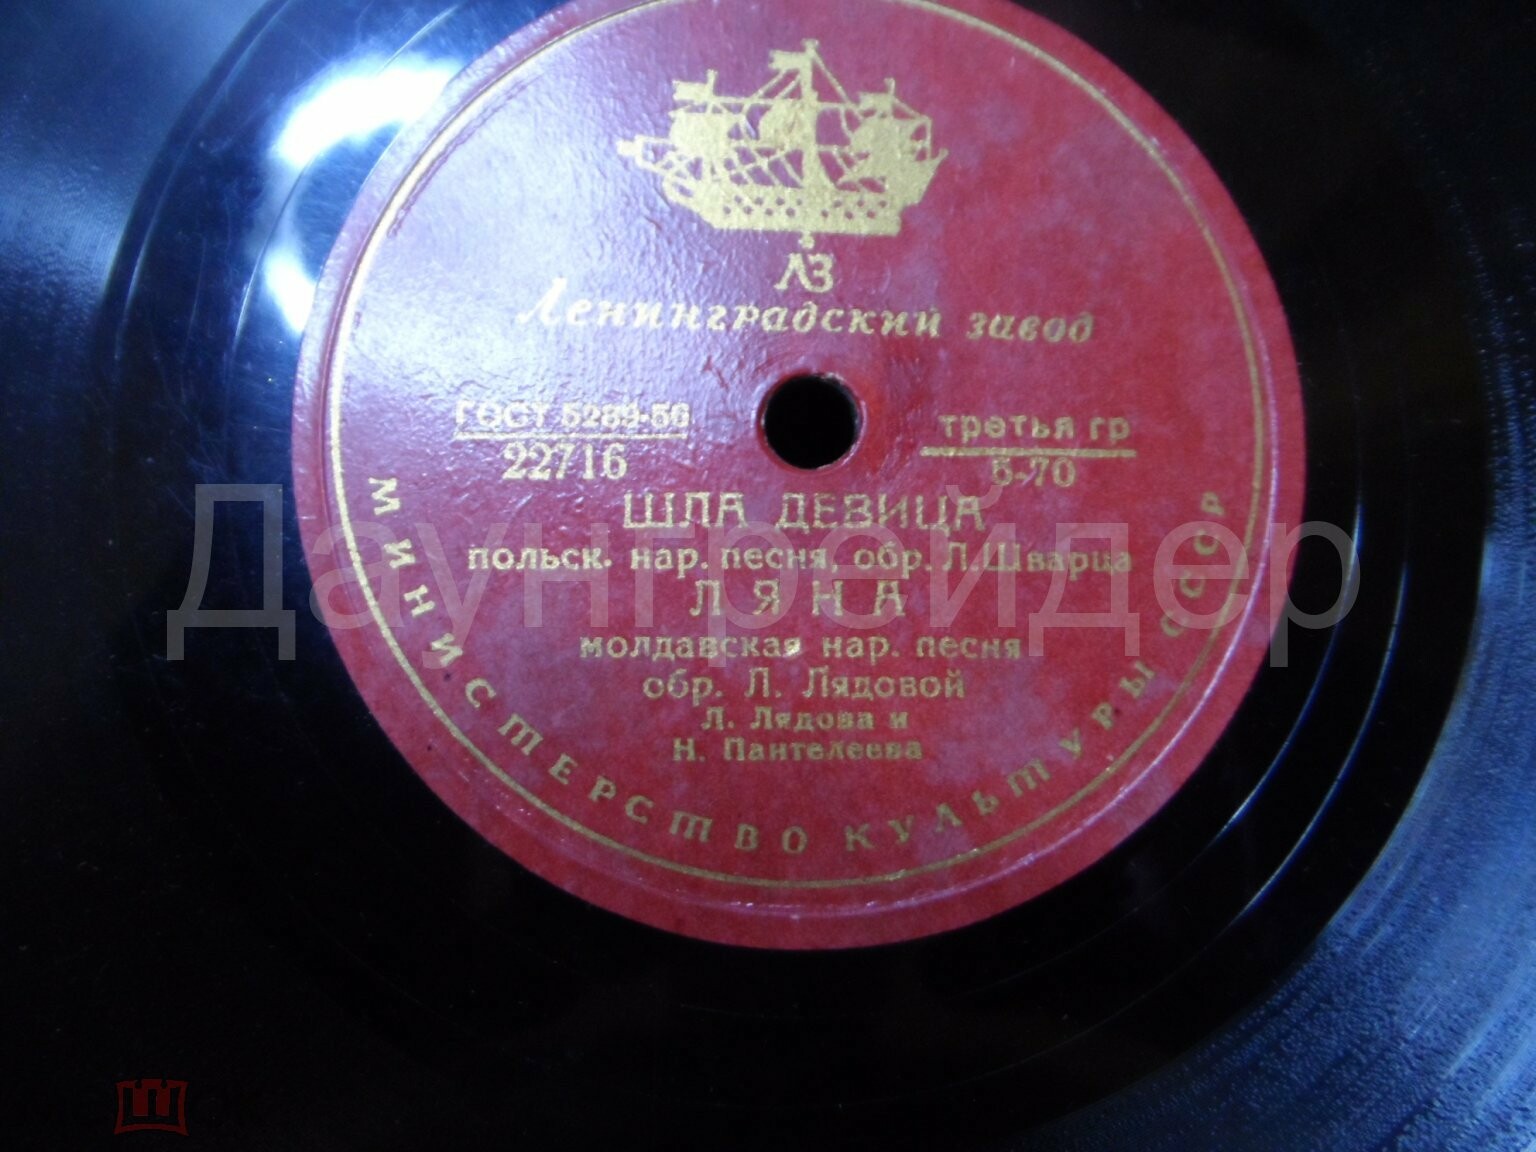 ЛЗ
Ленинградский завод
ГОСТ 5289-56
22716
третья гр
5-70
ШЛА ДЕВИЦА
польск. нар. песня, обр. Л. Шварца
ЛЯНА
молдавская нар. песня
обр. Л. Лядовой
Л. Лядова и
Н. Пантелеева
МИНИСТЕРСТВО КУЛЬТУРЫ СССР
Даунгрейдер